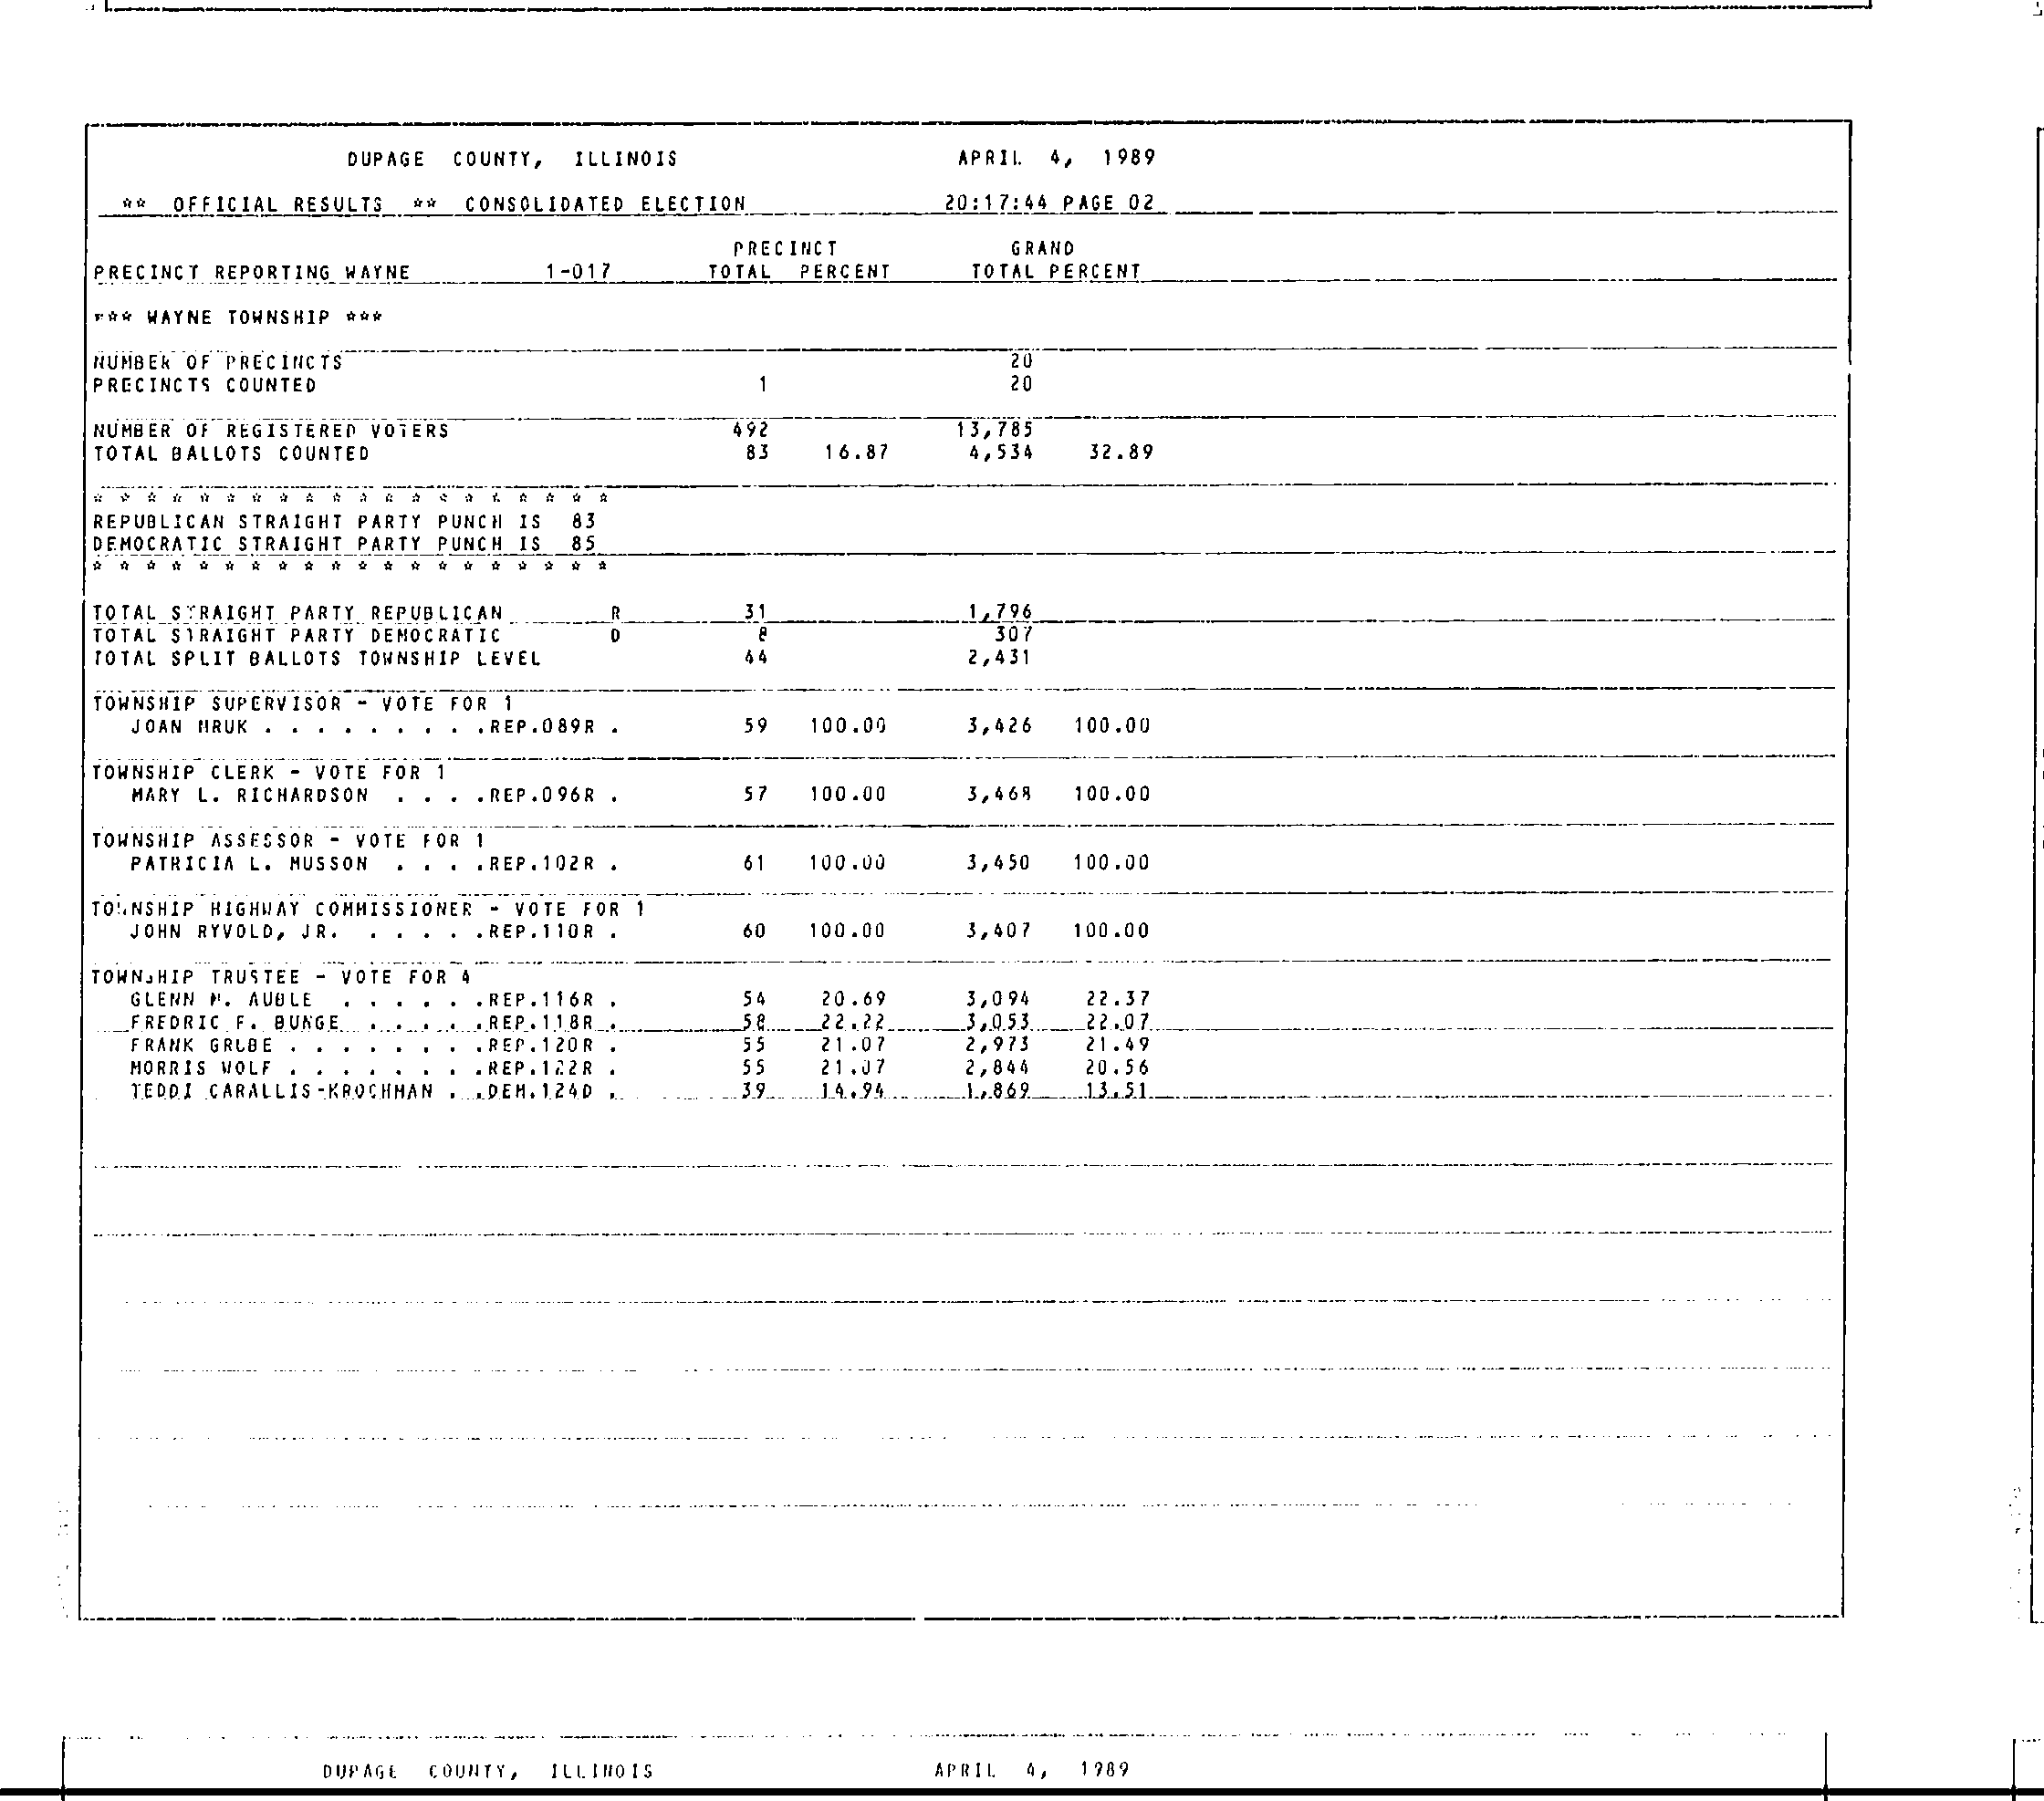 DUPAGE COUNTY, ILLINOIS APRIL 4, 1989
** OFFICIAL RESULTS ** CONSOLIDATED ELECTION 20:17:44 PAGE 02
PRECINCT GRAND
PRECINCT REPORTING WAYNE 1-017 TOTAL PERCENT TOTAL PERCENT
*** WAYNE TOWNSHIP ***
NUMBER OF PRECINCTS 20
PRECINCTS COUNTED 1 20
NUMBER OF REGISTERED VOTERS 492 13,785
TOTAL BALLOTS COUNTED 83 16.87 4,534 32.89
* * * * * * * * * * * * * * * * * * * *
REPUBLICAN STRAIGHT PARTY PUNCH IS 83
DEMOCRATIC STRAIGHT PARTY PUNCH IS 85
* * * * * * * * * * * * * * * * * * * *
TOTAL STRAIGHT PARTY REPUBLICAN R 31 1,796
TOTAL STRAIGHT PARTY DEMOCRATIC D 8 307
TOTAL SPLIT BALLOTS TOWNSHIP LEVEL 44 2,431
TOWNSHIP SUPERVISOR - VOTE FOR 1
JOAN HRUK . . . . . . . . .REP.089R . 59 100.00 3,426 100.00
TOWNSHIP CLERK - VOTE FOR 1
MARY L. RICHARDSON . . . .REP.096R . 57 100.00 3,468 100.00
TOWNSHIP ASSESSOR - VOTE FOR 1
PATRICIA L. MUSSON . . . .REP.102R . 61 100.00 3,450 100.00
TOWNSHIP HIGHWAY COMMISSIONER - VOTE FOR 1
JOHN RYVOLD, JR. . . . . .REP.110R . 60 100.00 3,407 100.00
TOWNSHIP TRUSTEE - VOTE FOR 4
GLENN AUBLE . . . . . .REP.116R . 54 20.69 3,094 22.37
FREDRIC F. BUNGE . . . . .REP.118R . 58 22.22 3,053 22.07
FRANK . . . . . . . .REP.120R . 55 21.07 2,973 21.49
MORRIS WOLF . . . . . . . .REP.122R . 55 21.07 2,844 20.56
TEDDI CARALLIS-KROCHMAN . .DEM.124D . 39 14.94 1,869 13.51
DUPAGE COUNTY, ILLINOIS APRIL 4, 1989